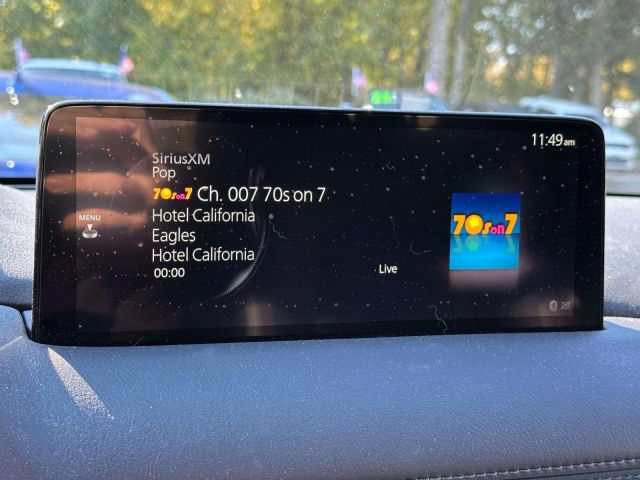 11:49am
SiriusXM
Pop
70s on 7 Ch. 007 70s on 7
Hotel California
MENU
Eagles
Hotel California
00:00
Live
70s on 7